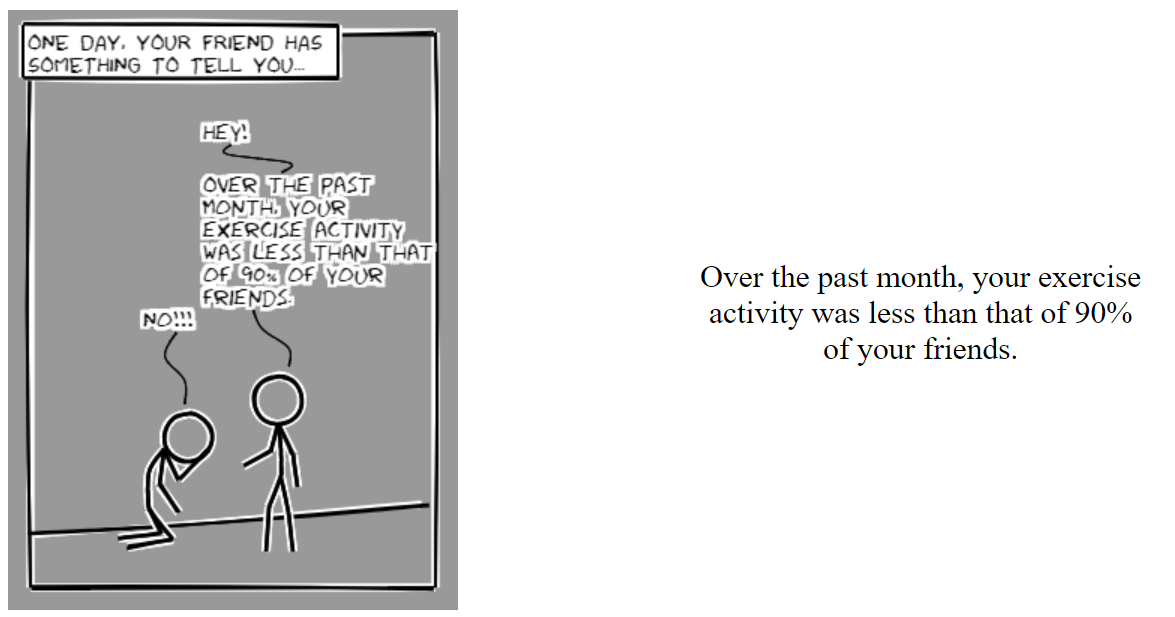 ONE DAY, YOUR FRIEND HAS
SOMETHING TO TELL YOU...
HEY!
OVER THE PAST
MONTH, YOUR
EXERCISE ACTIVITY
WAS LESS THAN THAT
OF 90% OF YOUR
FRIENDS.
NO!!!
Over the past month, your exercise
activity was less than that of 90%
of your friends.